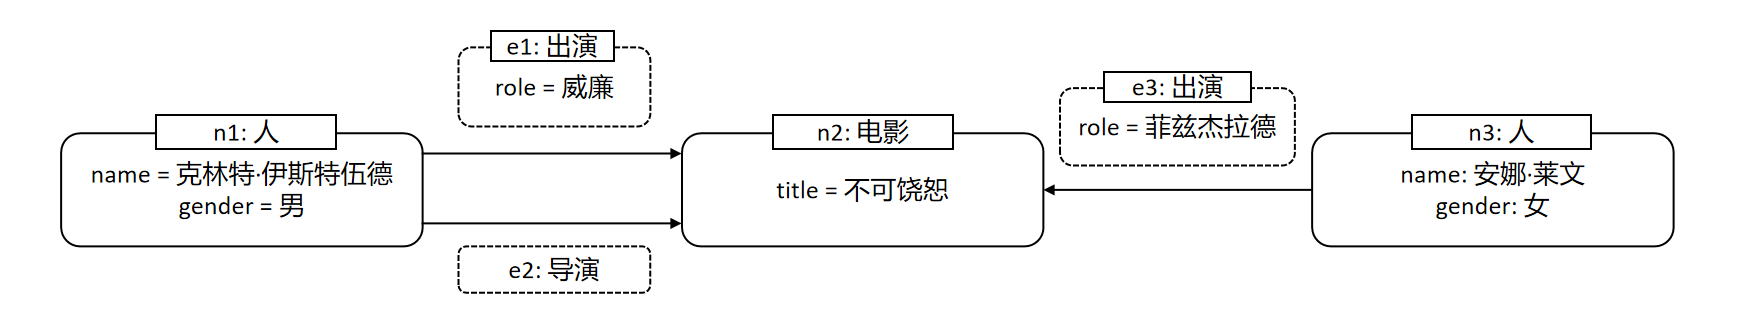 e1: 出演
role = 威廉
n1: 人
name = 克林特·伊斯特伍德
gender = 男
e2: 导演
n2: 电影
title = 不可饶恕
e3: 出演
role = 菲兹杰拉德
n3: 人
name: 安娜·莱文
gender: 女